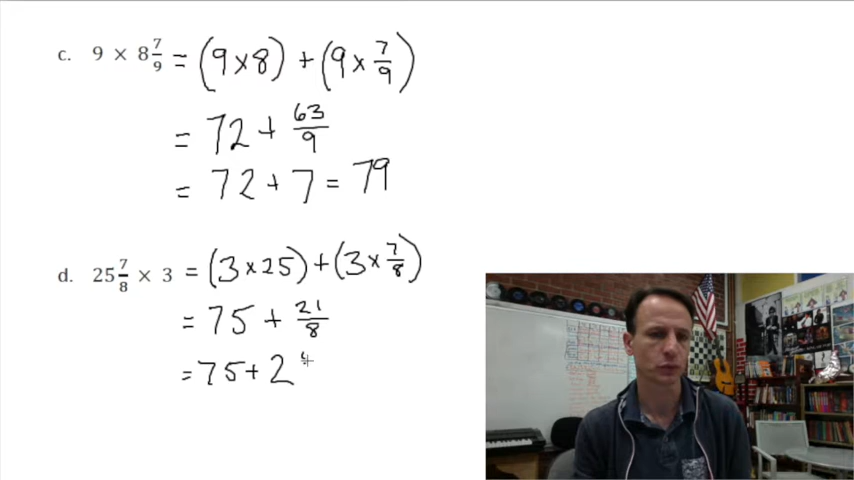 c. 9 × 8 7/9 = (9 × 8) + (9 × 7/9)
= 72 + 63/9
= 72 + 7 = 79
d. 25 7/8 × 3 = (3 × 25) + (3 × 7/8)
= 75 + 21/8
= 75 + 2